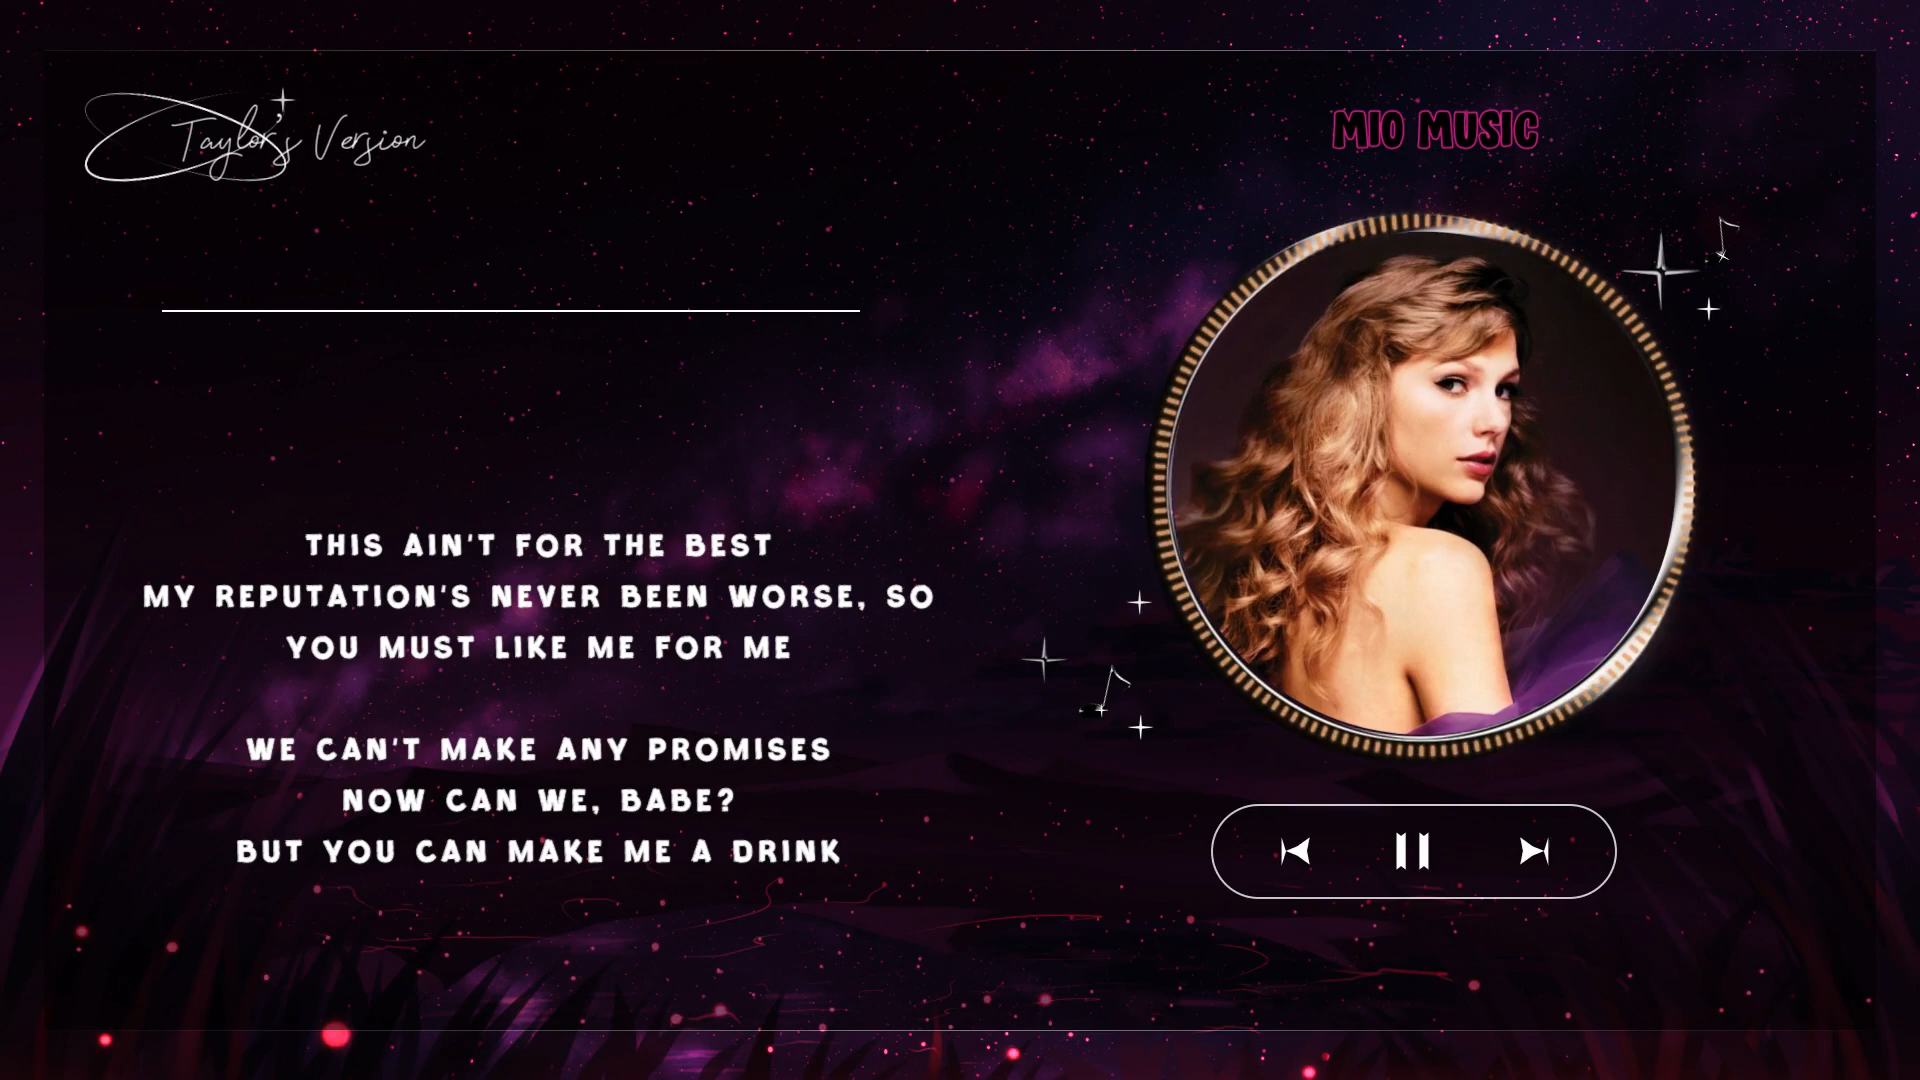 Taylor's Version
MIO MUSIC
THIS AIN'T FOR THE BEST
MY REPUTATION'S NEVER BEEN WORSE, SO
YOU MUST LIKE ME FOR ME
WE CAN'T MAKE ANY PROMISES
NOW CAN WE, BABE?
BUT YOU CAN MAKE ME A DRINK